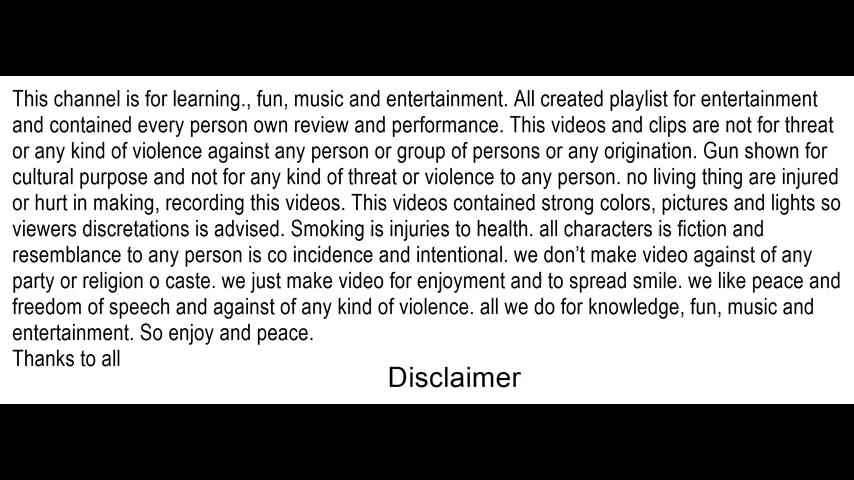 This channel is for learning., fun, music and entertainment. All created playlist for entertainment
and contained every person own review and performance. This videos and clips are not for threat
or any kind of violence against any person or group of persons or any origination. Gun shown for
cultural purpose and not for any kind of threat or violence to any person. no living thing are injured
or hurt in making, recording this videos. This videos contained strong colors, pictures and lights so
viewers discretations is advised. Smoking is injuries to health. all characters is fiction and
resemblance to any person is co incidence and intentional. we don't make video against of any
party or religion o caste. we just make video for enjoyment and to spread smile. we like peace and
freedom of speech and against of any kind of violence. all we do for knowledge, fun, music and
entertainment. So enjoy and peace.
Thanks to all
Disclaimer